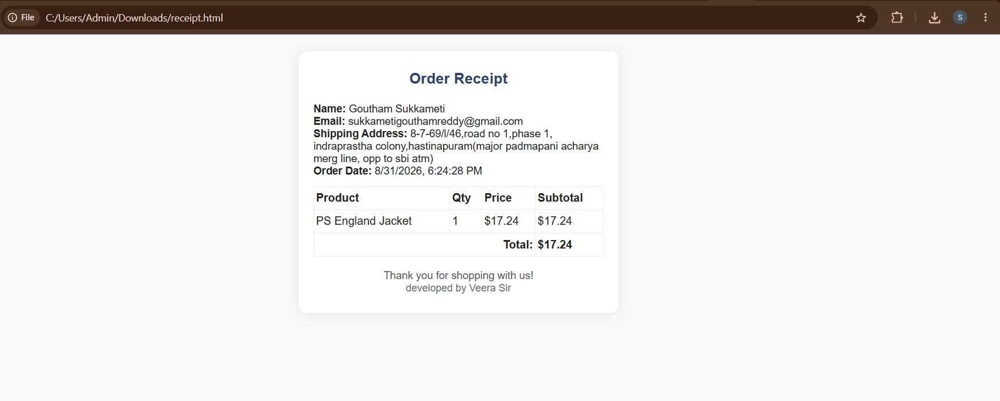 File C:/Users/Admin/Downloads/receipt.html S
Order Receipt
Name: Goutham Sukkameti
Email: sukkametigouthamreddy@gmail.com
Shipping Address: 8-7-69/l/46,road no 1,phase 1,
indraprastha colony,hastinapuram(major padmapani acharya
merg line, opp to sbi atm)
Order Date: 8/31/2026, 6:24:28 PM
Product Qty Price Subtotal
PS England Jacket 1 $17.24 $17.24
Total: $17.24
Thank you for shopping with us!
developed by Veera Sir